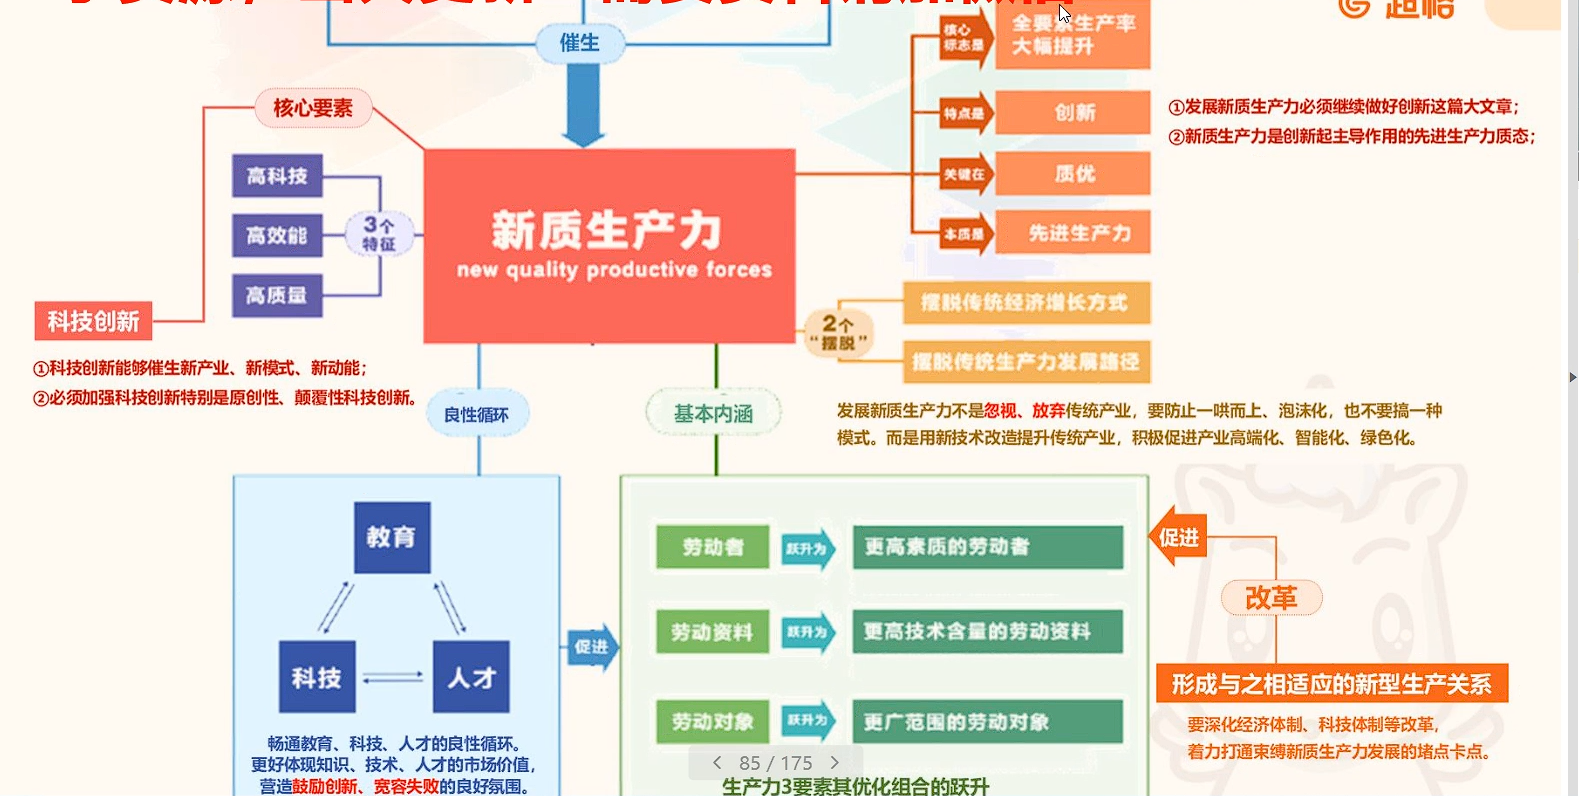 超格
催生
核心
标志是
全要素生产率
大幅提升
核心要素
特点是
创新
①发展新质生产力必须继续做好创新这篇大文章；
②新质生产力是创新起主导作用的先进生产力质态；
高科技
高效能
高质量
3个
特征
新质生产力
new quality productive forces
关键在
质优
本质是
先进生产力
科技创新
①科技创新能够催生新产业、新模式、新动能；
②必须加强科技创新特别是原创性、颠覆性科技创新。
2个
“摆脱”
摆脱传统经济增长方式
摆脱传统生产力发展路径
良性循环
基本内涵
发展新质生产力不是忽视、放弃传统产业，要防止一哄而上、泡沫化，也不要搞一种
模式。而是用新技术改造提升传统产业，积极促进产业高端化、智能化、绿色化。
教育
科技
人才
畅通教育、科技、人才的良性循环。
更好体现知识、技术、人才的市场价值，
营造鼓励创新、宽容失败的良好氛围。
促进
劳动者
跃升为
更高素质的劳动者
劳动资料
跃升为
更高技术含量的劳动资料
劳动对象
跃升为
更广范围的劳动对象
生产力3要素其优化组合的跃升
85 / 175
促进
改革
形成与之相适应的新型生产关系
要深化经济体制、科技体制等改革，
着力打通束缚新质生产力发展的堵点卡点。